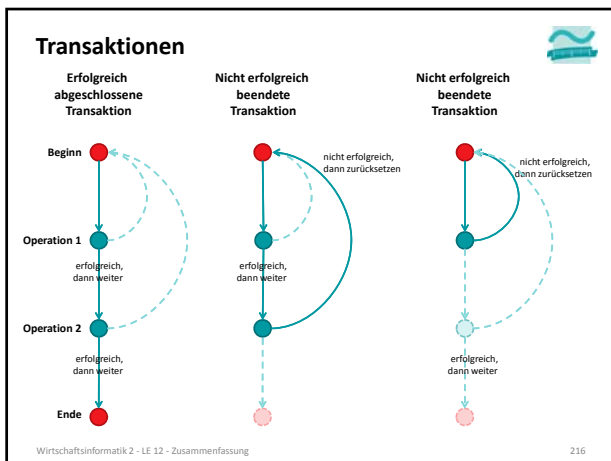 Transaktionen
Erfolgreich
abgeschlossene
Transaktion
Nicht erfolgreich
beendete
Transaktion
Nicht erfolgreich
beendete
Transaktion
Beginn
nicht erfolgreich,
dann zurücksetzen
nicht erfolgreich,
dann zurücksetzen
Operation 1
erfolgreich,
dann weiter
erfolgreich,
dann weiter
Operation 2
erfolgreich,
dann weiter
erfolgreich,
dann weiter
Ende
Wirtschaftsinformatik 2 - LE 12 - Zusammenfassung
216